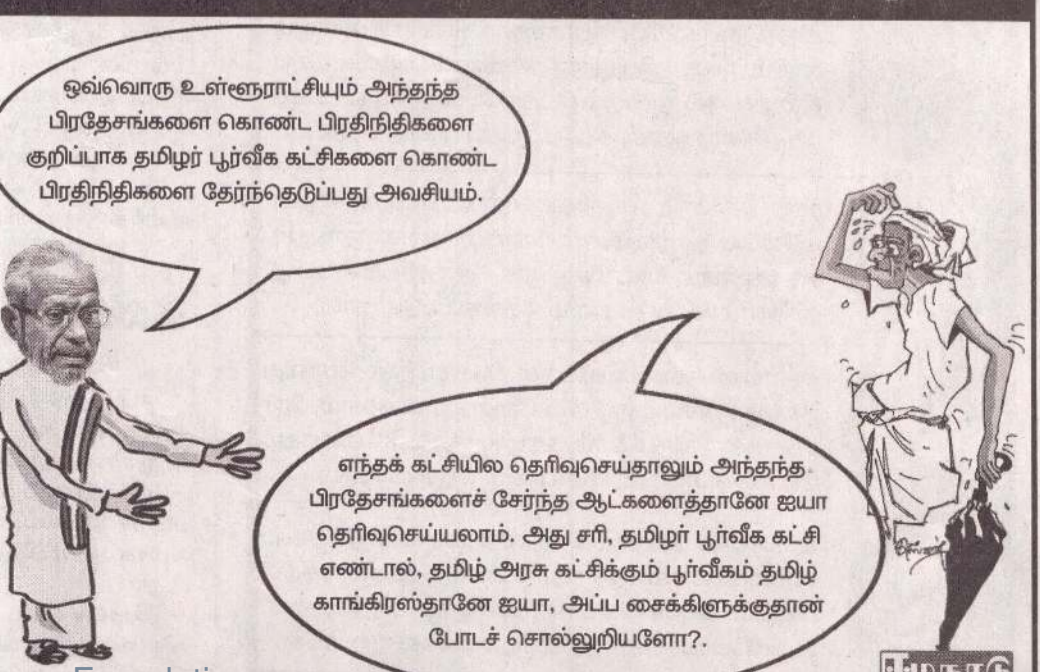 ஒவ்வொரு உள்ளூராட்சியும் அந்தந்த
பிரதேசங்களை கொண்ட பிரதிநிதிகளை
குறிப்பாக தமிழர் பூர்வீக கட்சிகளை கொண்ட
பிரதிநிதிகளை தேர்ந்தெடுப்பது அவசியம்.
எந்தக் கட்சியில தெரிவுசெய்தாலும் அந்தந்த
பிரதேசங்களைச் சேர்ந்த ஆட்களைத்தானே ஐயா
தெரிவுசெய்யலாம். அது சரி, தமிழர் பூர்வீக கட்சி
எண்டால், தமிழ் அரசு கட்சிக்கும் பூர்வீகம் தமிழ்
காங்கிரஸ்தானே ஐயா, அப்ப சைக்கிளுக்குதான்
போடச் சொல்லுறியளோ?.